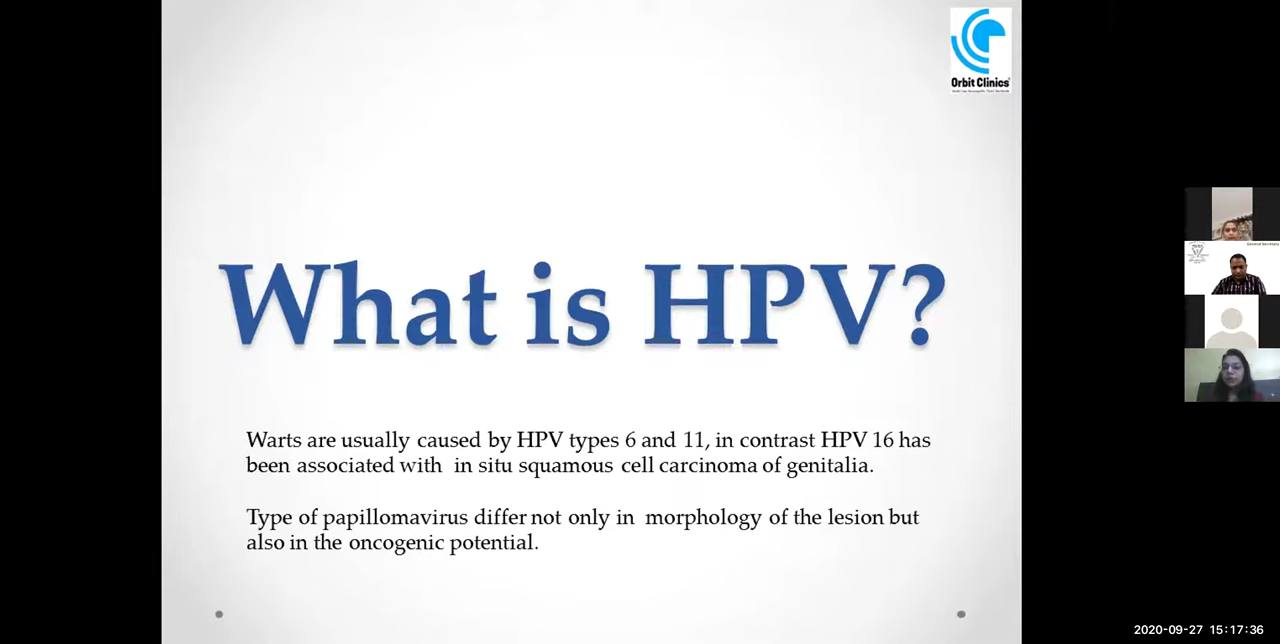 Orbit Clinics
What is HPV?
Warts are usually caused by HPV types 6 and 11, in contrast HPV 16 has
been associated with in situ squamous cell carcinoma of genitalia.
Type of papillomavirus differ not only in morphology of the lesion but
also in the oncogenic potential.
General Secretary
2020-09-27 15:17:36